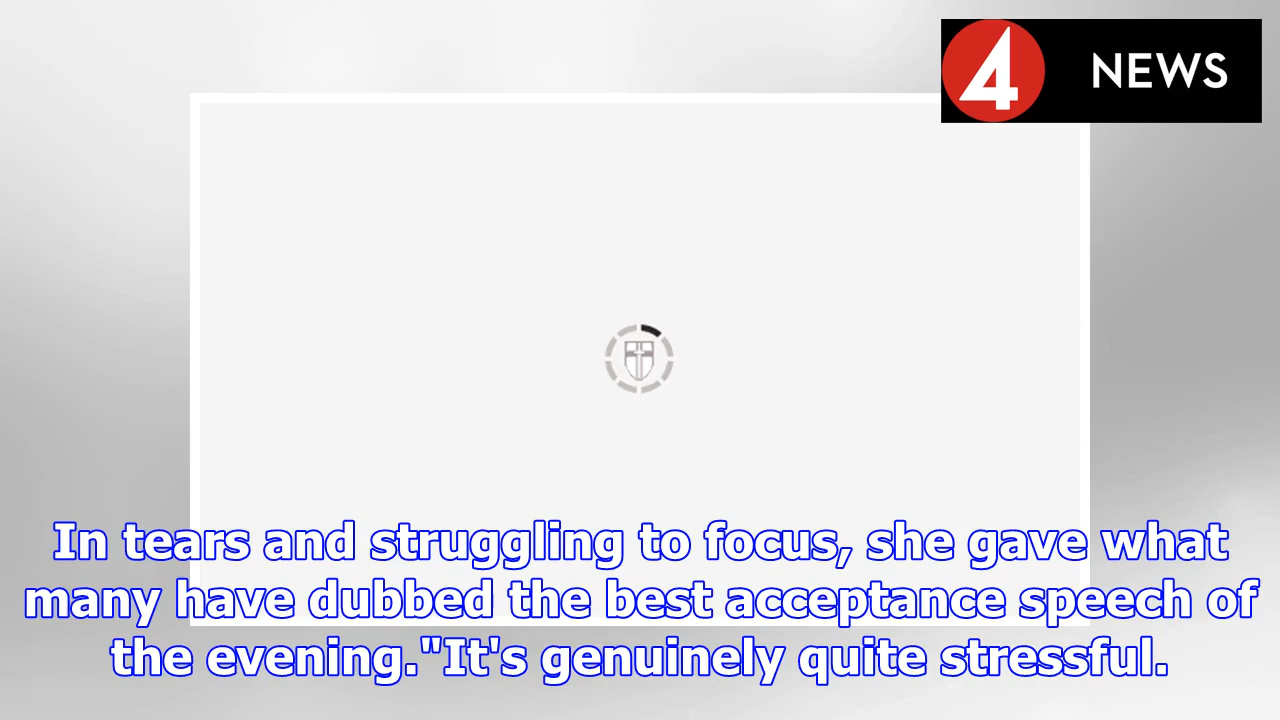 4 NEWS
In tears and struggling to focus, she gave what
many have dubbed the best acceptance speech of
the evening."It's genuinely quite stressful.